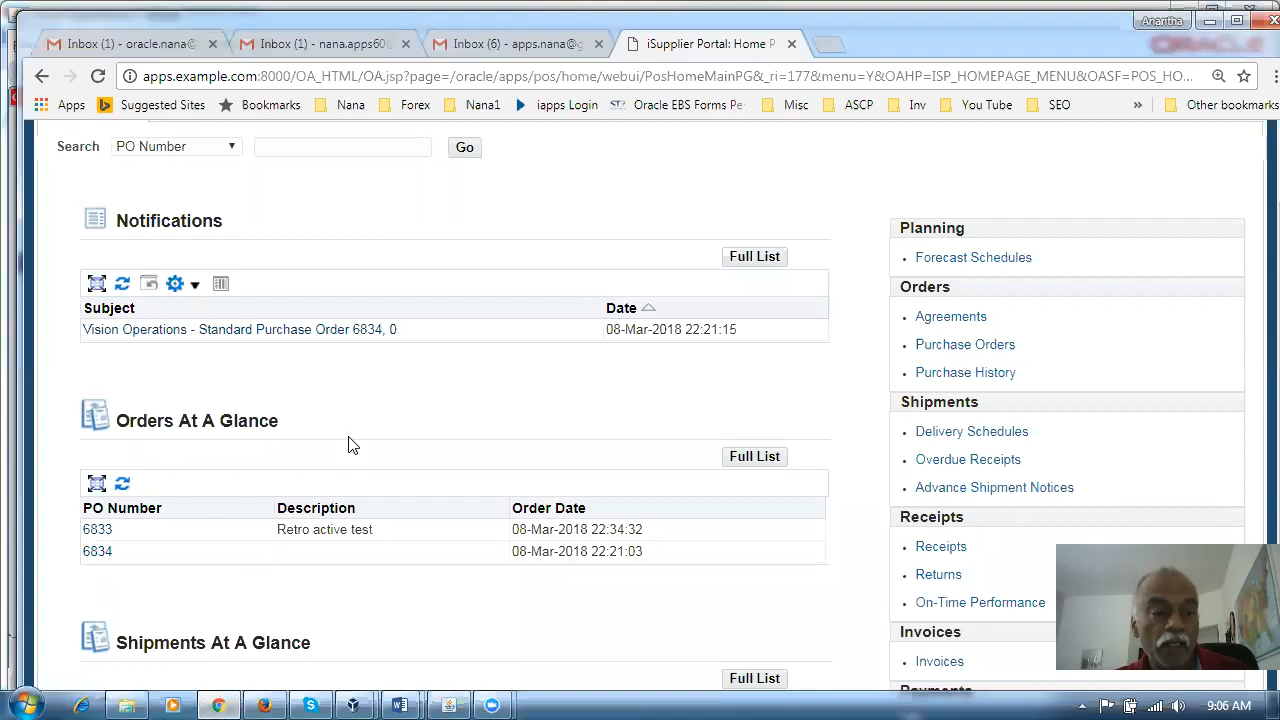 Anantha
Inbox (1) - oracle.nana@
Inbox (1) - nana.apps60
Inbox (6) - apps.nana@g
iSupplier Portal: Home P
apps.example.com:8000/OA_HTML/OA.jsp?page=/oracle/apps/pos/home/webui/PosHomeMainPG&_ri=177&menu=Y&OAHP=ISP_HOMEPAGE_MENU&OASF=POS_HO...
Apps
Suggested Sites
Bookmarks
Nana
Forex
Nana1
iapps Login
Oracle EBS Forms Pe
Misc
ASCP
Inv
You Tube
SEO
»
Other bookmarks
Search PO Number Go
Notifications
Full List
Subject Date
Vision Operations - Standard Purchase Order 6834, 0 08-Mar-2018 22:21:15
Orders At A Glance
Full List
PO Number Description Order Date
6833 Retro active test 08-Mar-2018 22:34:32
6834 08-Mar-2018 22:21:03
Shipments At A Glance
Full List
Planning
Forecast Schedules
Orders
Agreements
Purchase Orders
Purchase History
Shipments
Delivery Schedules
Overdue Receipts
Advance Shipment Notices
Receipts
Receipts
Returns
On-Time Performance
Invoices
Invoices
Payments
9:06 AM